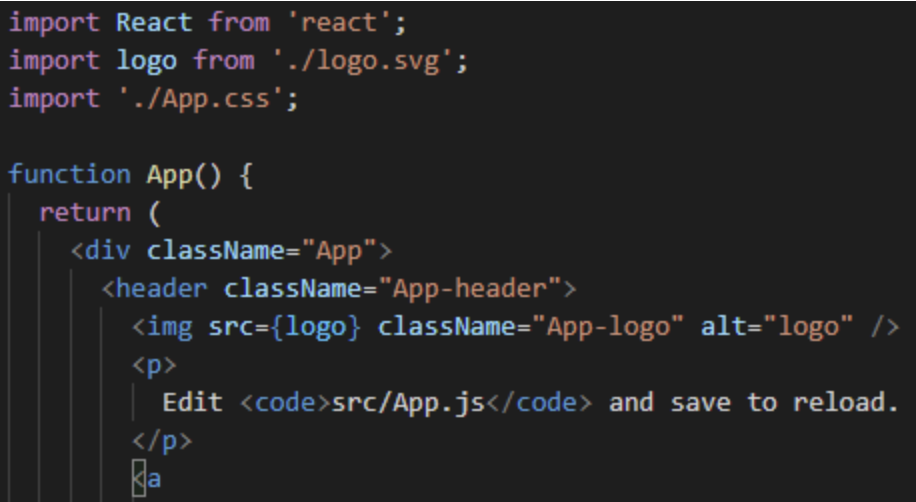 import React from 'react';
import logo from './logo.svg';
import './App.css';

function App() {
  return (
    <div className="App">
      <header className="App-header">
        <img src={logo} className="App-logo" alt="logo" />
        <p>
          Edit <code>src/App.js</code> and save to reload.
        </p>
        <a